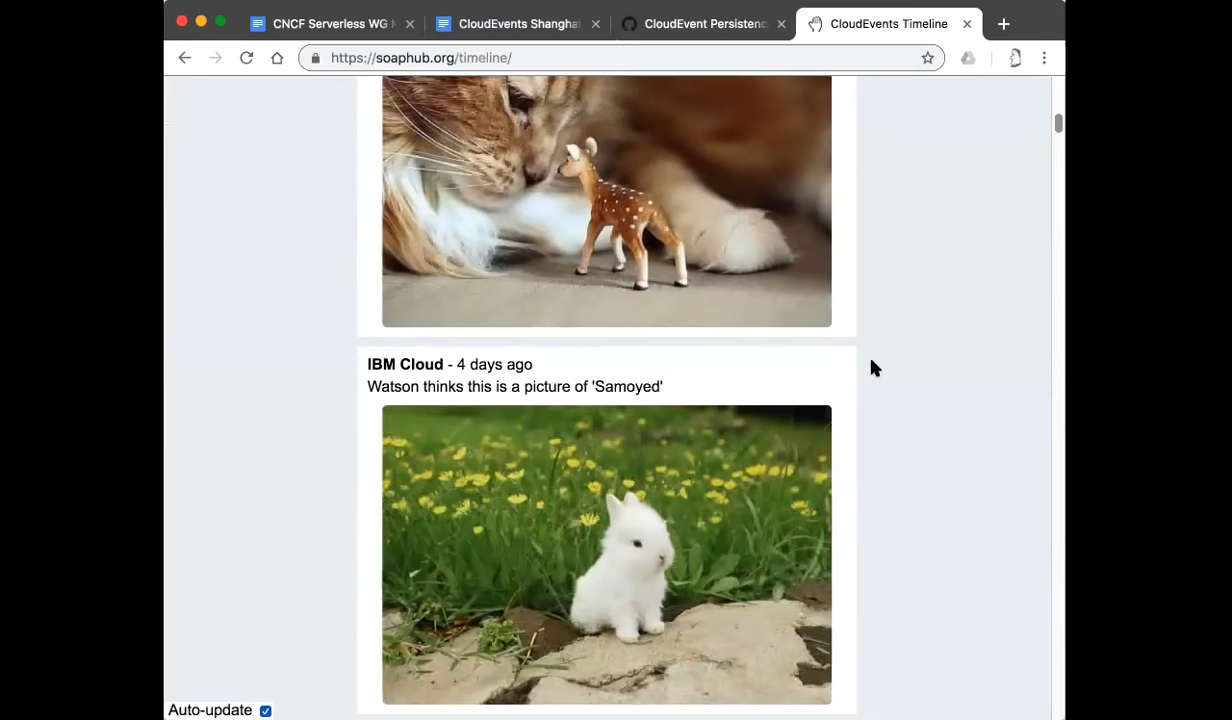 CNCF Serverless WG
CloudEvents Shanghai
CloudEvent Persistenc
CloudEvents Timeline
https://soaphub.org/timeline/
IBM Cloud - 4 days ago
Watson thinks this is a picture of 'Samoyed'
Auto-update